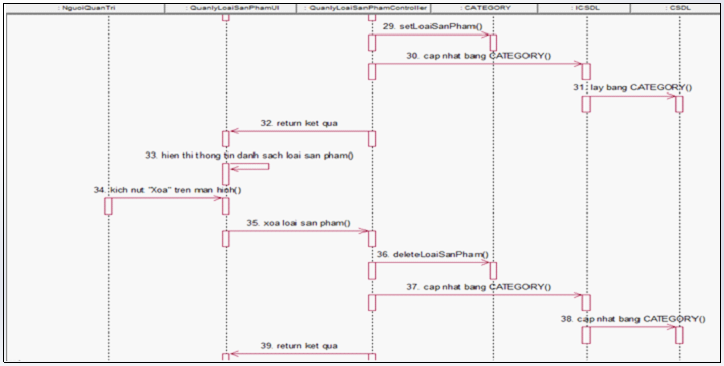 : NguoiQuanTri : QuanlyLoaiSanPhamUI : QuanlyLoaiSanPhamController : CATEGORY : ICSDL : CSDL
29. setLoaiSanPham()
30. cap nhat bang CATEGORY()
31. lay bang CATEGORY()
32. return ket qua
33. hien thi thong tin danh sach loai san pham()
34. kich nut "Xoa" tren man hinh()
35. xoa loai san pham()
36. deleteLoaiSanPham()
37. cap nhat bang CATEGORY()
38. cap nhat bang CATEGORY()
39. return ket qua